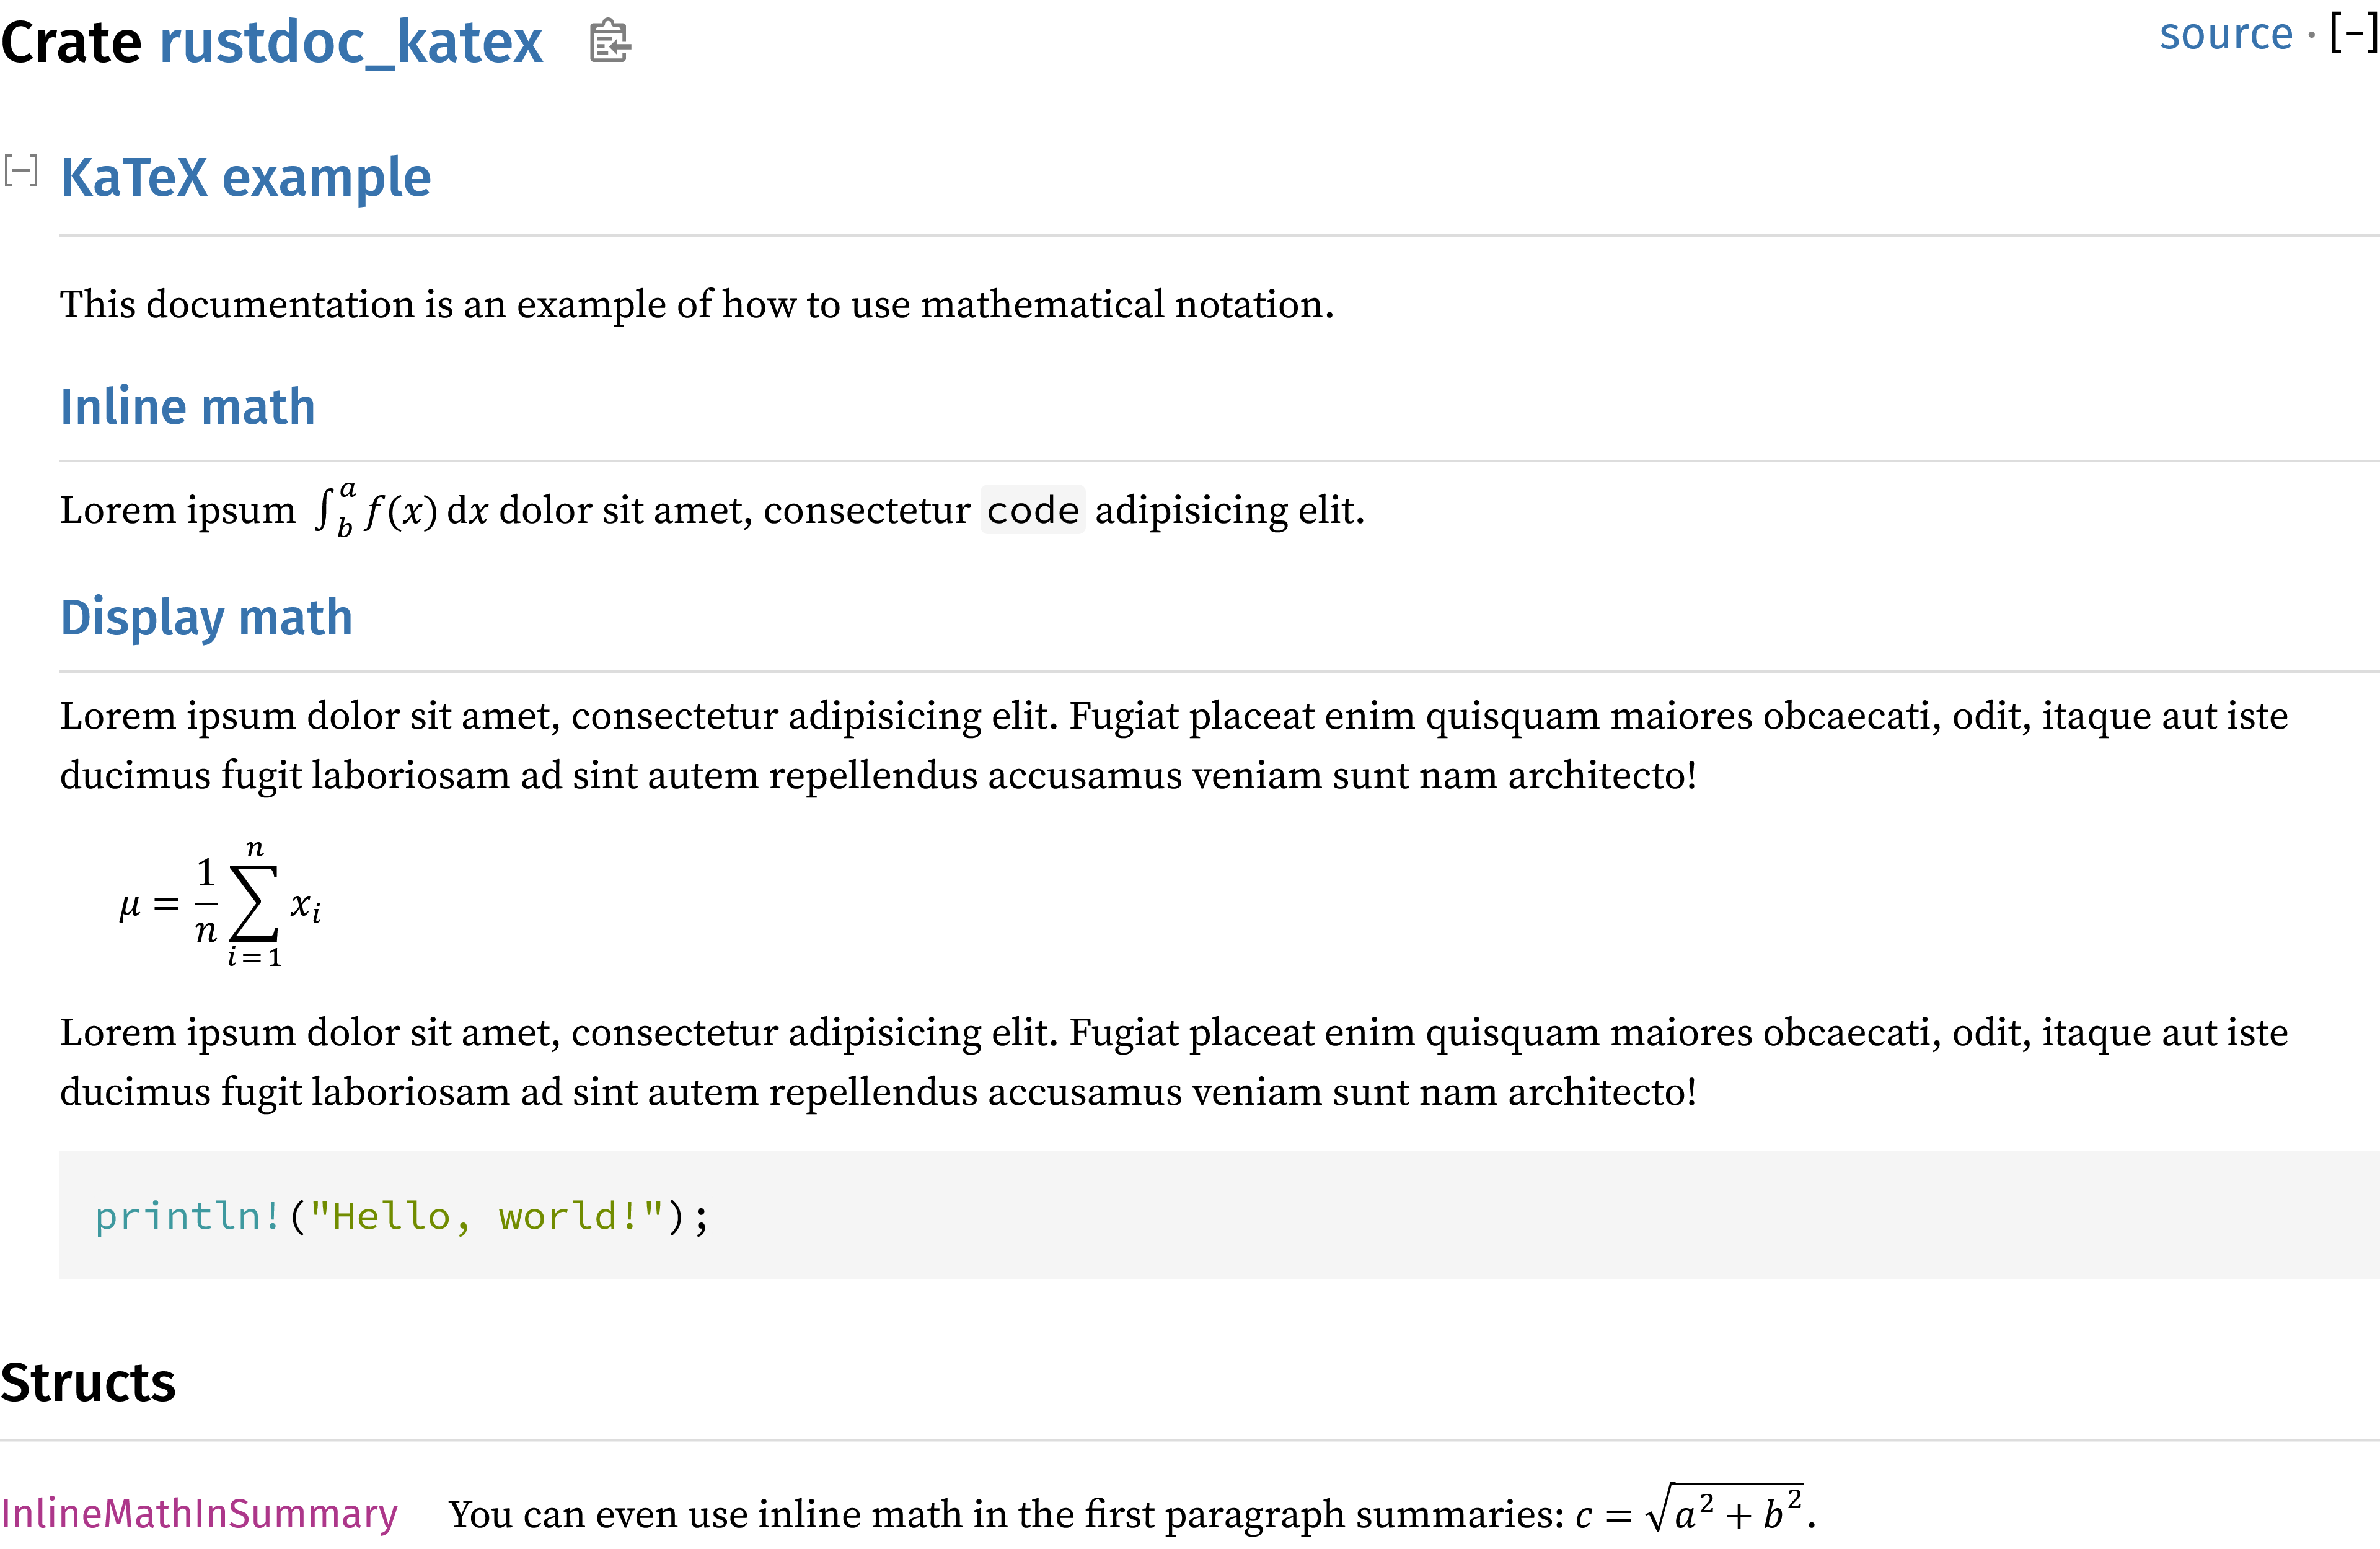 Crate rustdoc_katex
source · [-]
[-] KaTeX example
This documentation is an example of how to use mathematical notation.
Inline math
Lorem ipsum ∫_b^a f(x) dx dolor sit amet, consectetur code adipisicing elit.
Display math
Lorem ipsum dolor sit amet, consectetur adipisicing elit. Fugiat placeat enim quisquam maiores obcaecati, odit, itaque aut iste
ducimus fugit laboriosam ad sint autem repellendus accusamus veniam sunt nam architecto!
μ = \frac{1}{n} \sum_{i=1}^{n} x_i
Lorem ipsum dolor sit amet, consectetur adipisicing elit. Fugiat placeat enim quisquam maiores obcaecati, odit, itaque aut iste
ducimus fugit laboriosam ad sint autem repellendus accusamus veniam sunt nam architecto!
println!("Hello, world!");
Structs
InlineMathInSummary You can even use inline math in the first paragraph summaries: c = \sqrt{a^2 + b^2}.